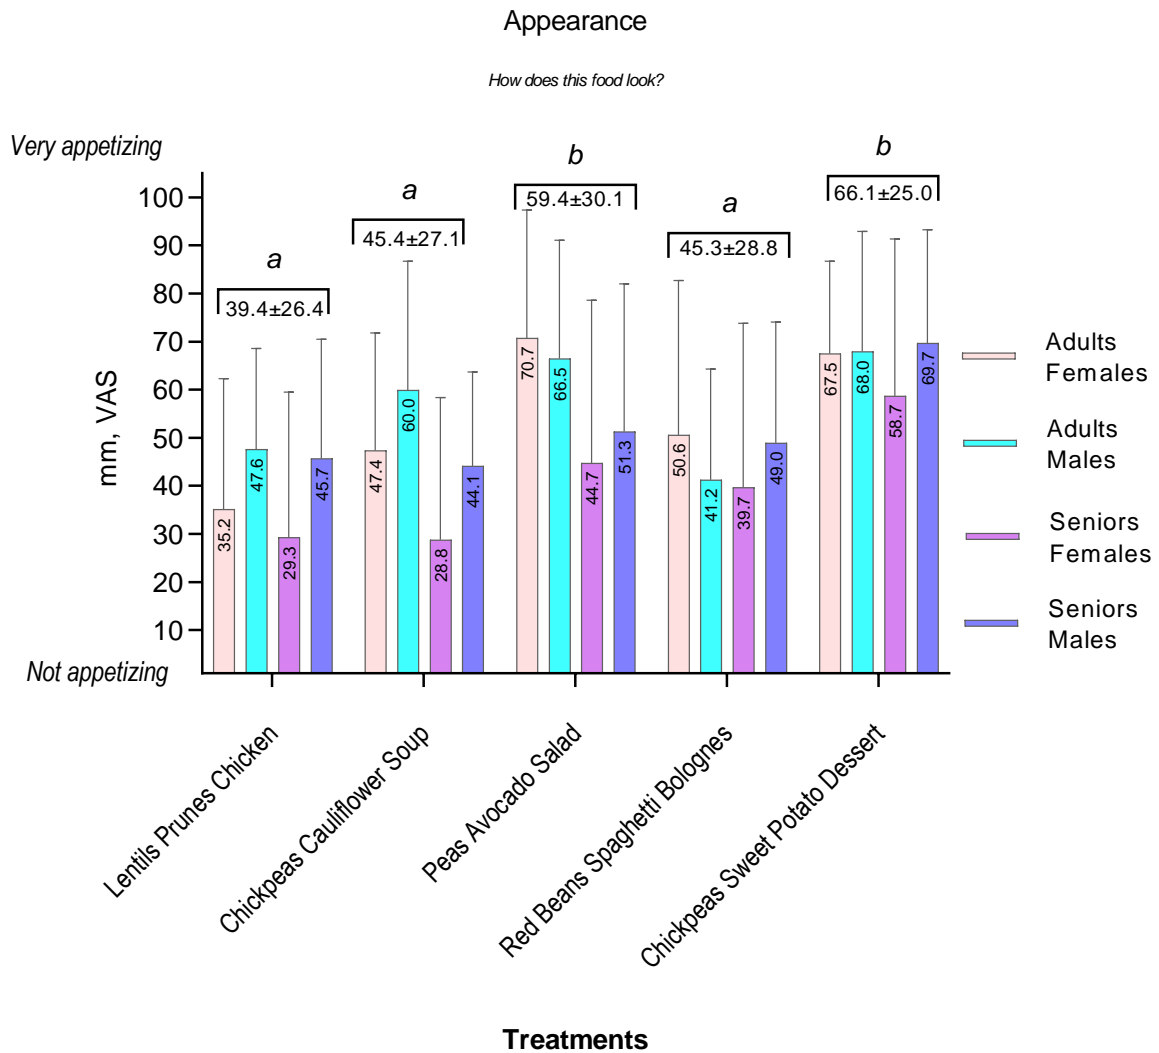 Appearance
How does this food look?
Very appetizing
mm, VAS
100
90
80
70
60
50
40
30
20
10
Not appetizing
a
39.4±26.4
35.2
47.6
29.3
45.7
a
45.4±27.1
47.4
60.0
28.8
44.1
b
59.4±30.1
70.7
66.5
44.7
51.3
a
45.3±28.8
50.6
41.2
39.7
49.0
b
66.1±25.0
67.5
68.0
58.7
69.7
Adults
Females
Adults
Males
Seniors
Females
Seniors
Males
Lentils Prunes Chicken
Chickpeas Cauliflower Soup
Peas Avocado Salad
Red Beans Spaghetti Bolognes
Chickpeas Sweet Potato Dessert
Treatments